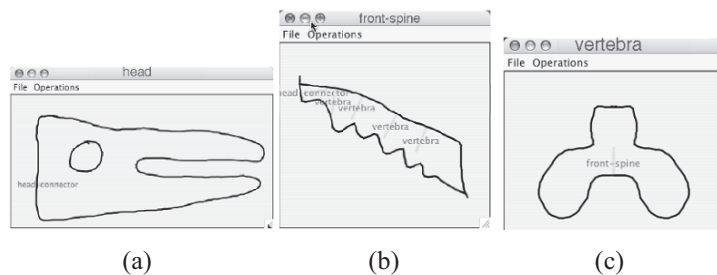 head
File Operations
head-connector
(a)
front-spine
File Operations
head-connector
vertebra
vertebra
vertebra
vertebra
(b)
vertebra
File Operations
front-spine
(c)